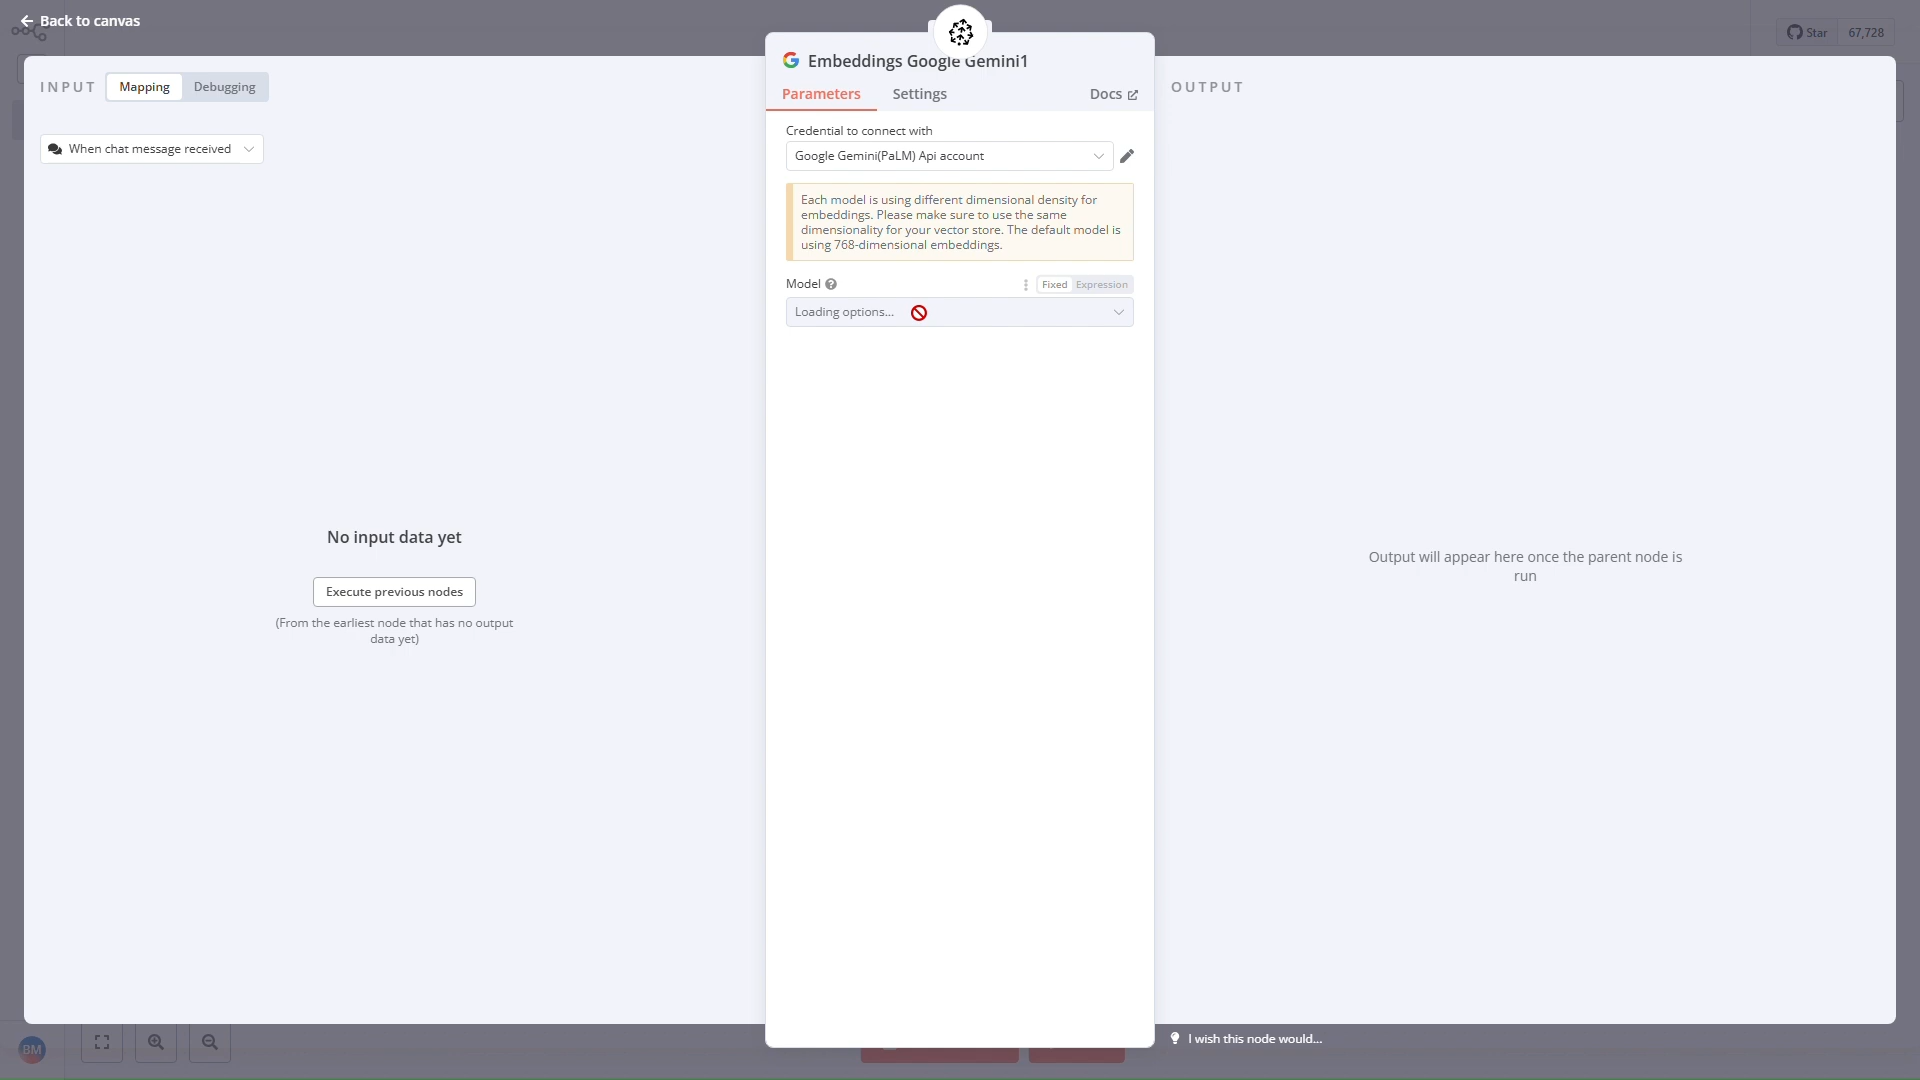 Back to canvas
Star 67,728
INPUT Mapping Debugging
When chat message received
No input data yet
Execute previous nodes
(From the earliest node that has no output
data yet)
Embeddings Google Gemini1
Parameters Settings Docs
Credential to connect with
Google Gemini(PaLM) Api account
Each model is using different dimensional density for
embeddings. Please make sure to use the same
dimensionality for your vector store. The default model is
using 768-dimensional embeddings.
Model Fixed Expression
Loading options...
OUTPUT
Output will appear here once the parent node is
run
I wish this node would...
BM